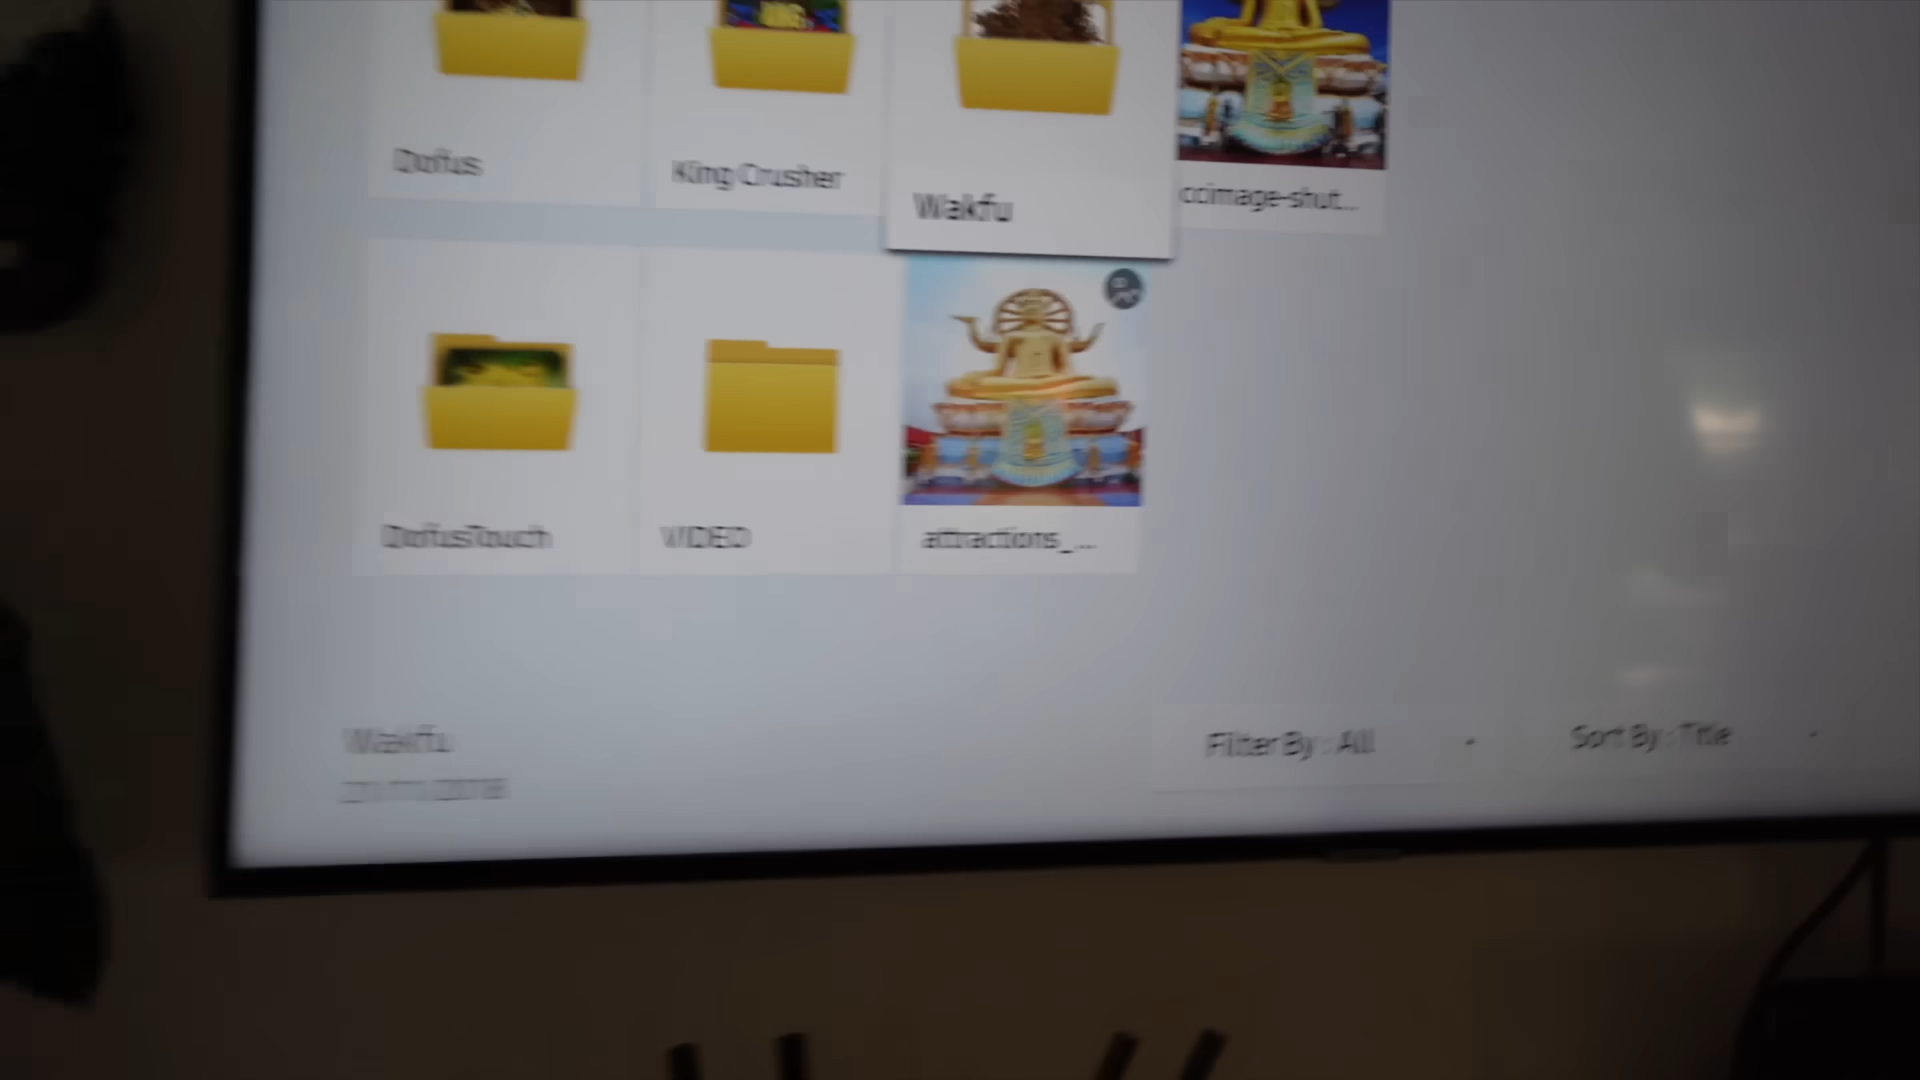 Dofus
King Crusher
Wakfu
ccimage-shut...
DofusTouch
VIDEO
attractions_...
Wakfu
Filter By : All
Sort By : Title